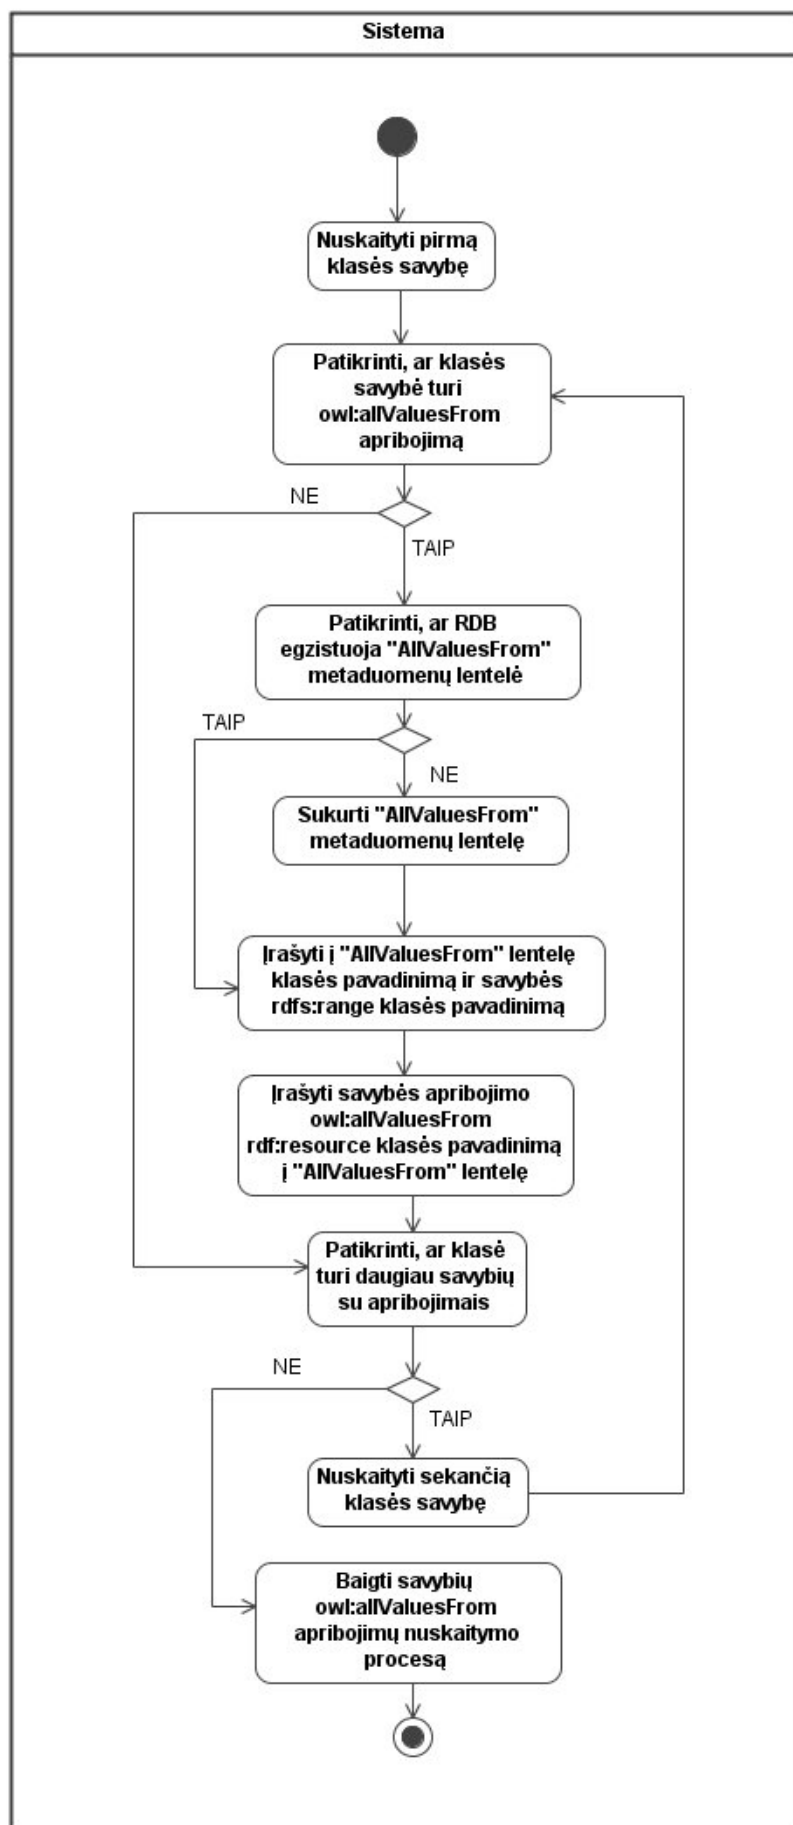 Sistema
Nuskaityti pirmą
klasės savybę
Patikrinti, ar klasės
savybė turi
owl:allValuesFrom
apribojimą
NE
TAIP
Patikrinti, ar RDB
egzistuoja "AllValuesFrom"
metaduomenų lentelė
TAIP
NE
Sukurti "AllValuesFrom"
metaduomenų lentelę
Įrašyti į "AllValuesFrom" lentelę
klasės pavadinimą ir savybės
rdfs:range klasės pavadinimą
Įrašyti savybės apribojimo
owl:allValuesFrom
rdf:resource klasės pavadinimą
į "AllValuesFrom" lentelę
Patikrinti, ar klasė
turi daugiau savybių
su apribojimais
NE
TAIP
Nuskaityti sekančią
klasės savybę
Baigti savybių
owl:allValuesFrom
apribojimų nuskaitymo
procesą